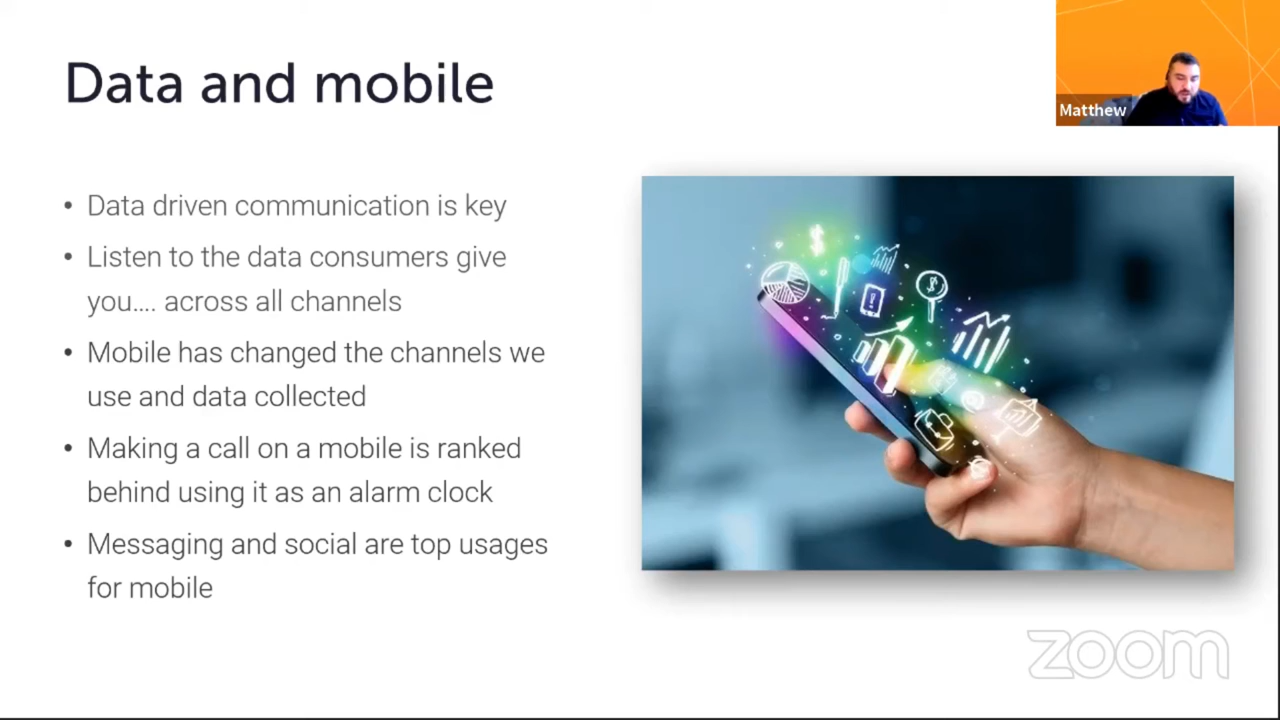 Data and mobile
Matthew
• Data driven communication is key
• Listen to the data consumers give
you.... across all channels
• Mobile has changed the channels we
use and data collected
• Making a call on a mobile is ranked
behind using it as an alarm clock
• Messaging and social are top usages
for mobile
zoom